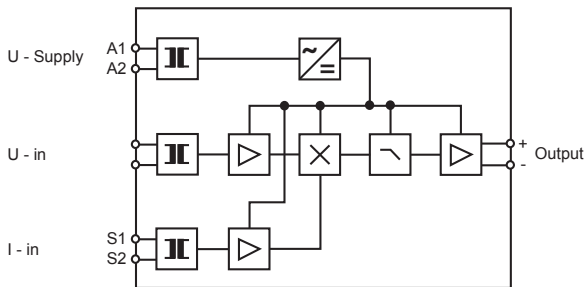 U - Supply
A1
A2
U - in
I - in
S1
S2
+
-
Output